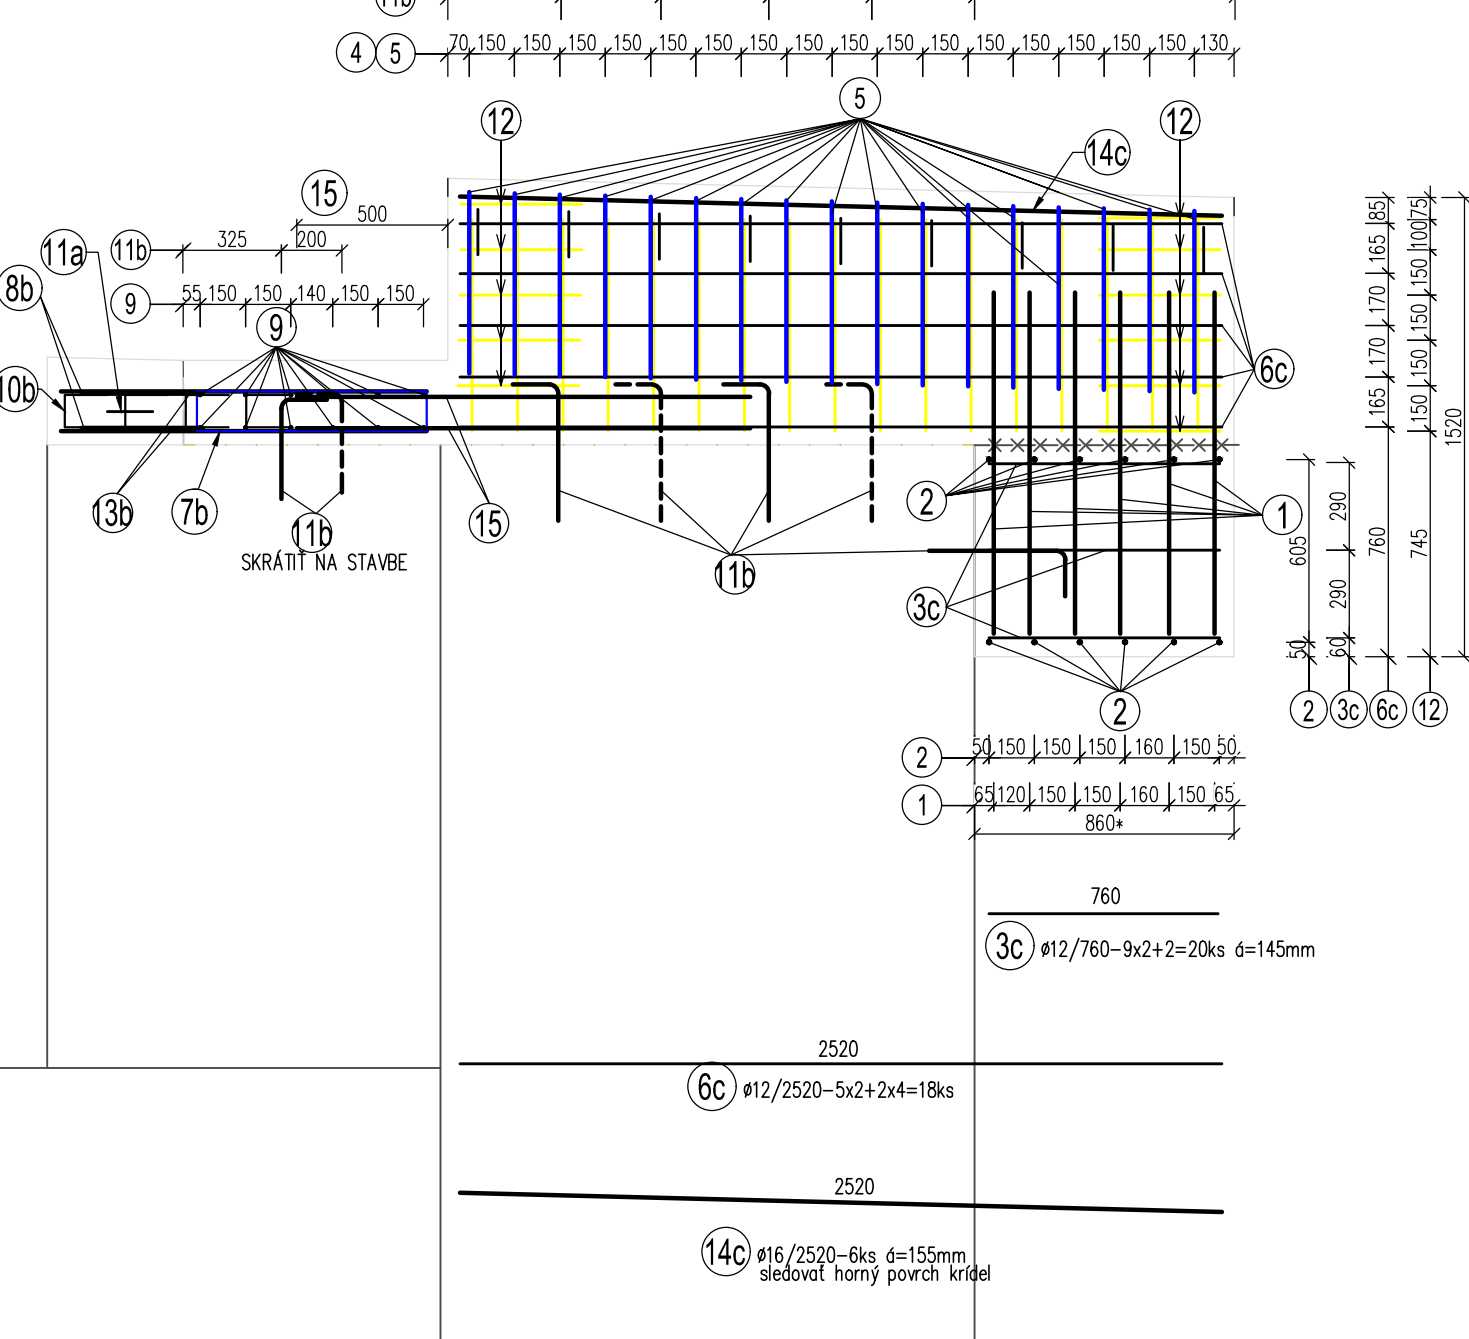 11b
4 5 70 150 150 150 150 150 150 150 150 150 150 150 150 150 150 150 150 130
5
12
12
14c
15
500
11b 325 200
11a
8b
9 55 150 150 140 150 150
9
10b
13b
7b
11b
SKRÁTIŤ NA STAVBE
15
11b
2
3c
1
6c
2
85 165 170 170 165 760
75 100 150 150 150 150 745
1520
605 50
290 290 60
2 3c 6c 12
2 50 150 150 150 160 150 50
1 65 120 150 150 160 150 65
860*
760
3c ø12/760-9x2+2=20ks á=145mm
2520
6c ø12/2520-5x2+2x4=18ks
2520
14c ø16/2520-6ks á=155mm
sledovať horný povrch krídel